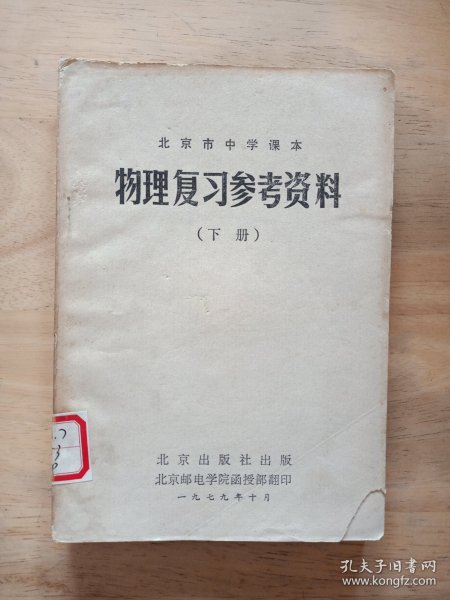 北京市中学课本
物理复习参考资料
（下册）
北京出版社出版
北京邮电学院函授部翻印
一九七九年十月
孔夫子旧书网
www.kongfz.com